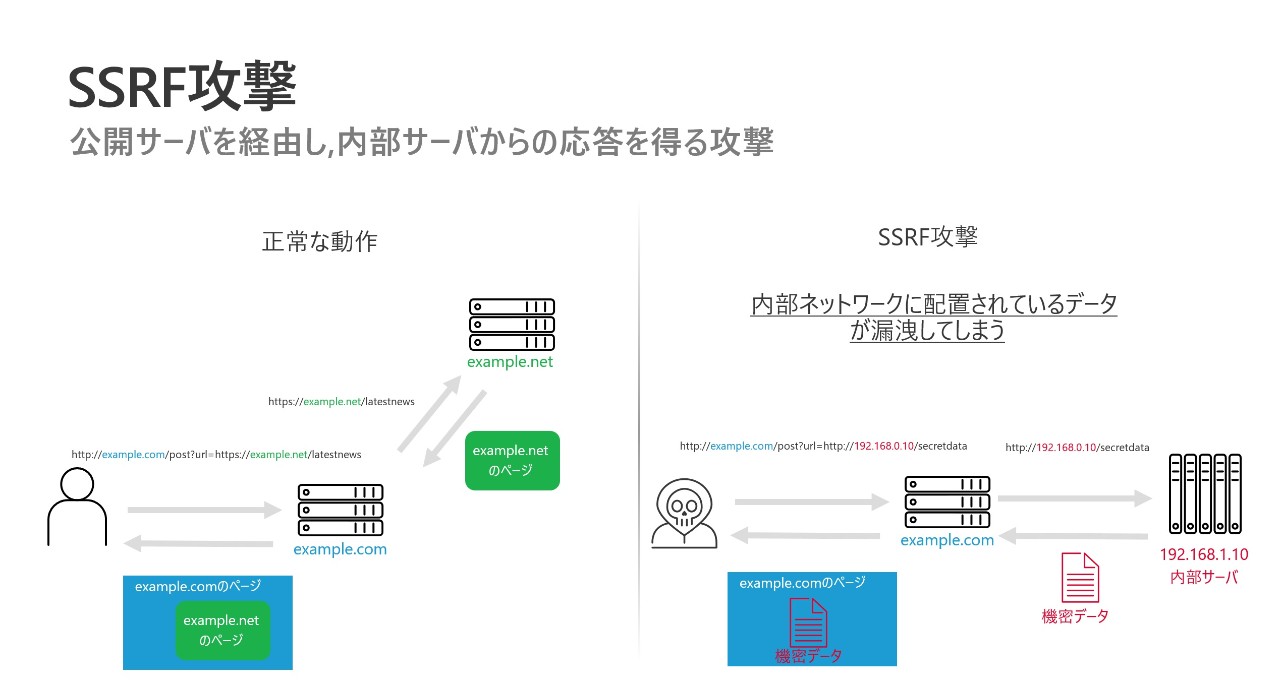 SSRF攻撃
公開サーバを経由し,内部サーバからの応答を得る攻撃
正常な動作
example.net
https://example.net/latestnews
example.net
のページ
http://example.com/post?url=https://example.net/latestnews
example.com
example.comのページ
example.net
のページ
SSRF攻撃
内部ネットワークに配置されているデータ
が漏洩してしまう
http://example.com/post?url=http://192.168.0.10/secretdata
http://192.168.0.10/secretdata
example.com
192.168.1.10
内部サーバ
機密データ
example.comのページ
機密データ